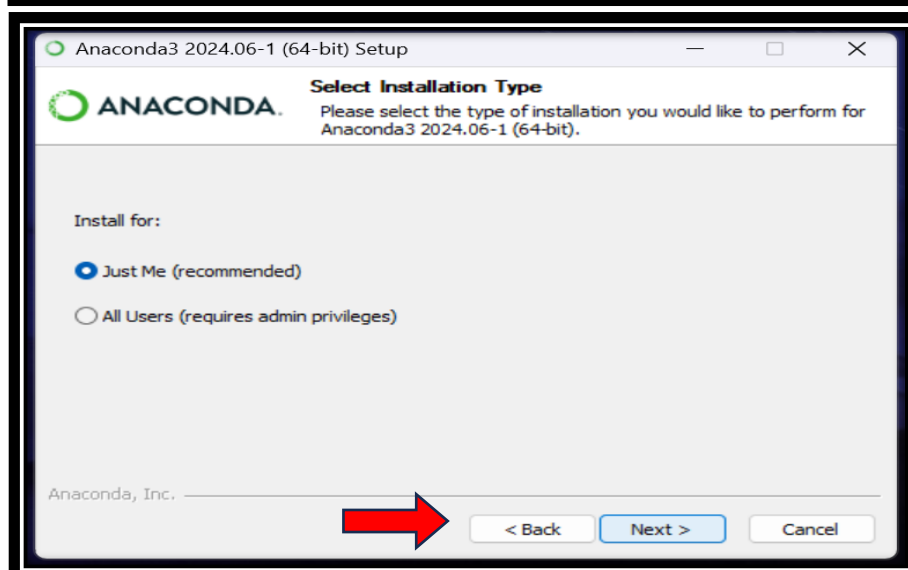 Anaconda3 2024.06-1 (64-bit) Setup
ANACONDA.
Select Installation Type
Please select the type of installation you would like to perform for
Anaconda3 2024.06-1 (64-bit).
Install for:
Just Me (recommended)
All Users (requires admin privileges)
Anaconda, Inc.
< Back Next > Cancel